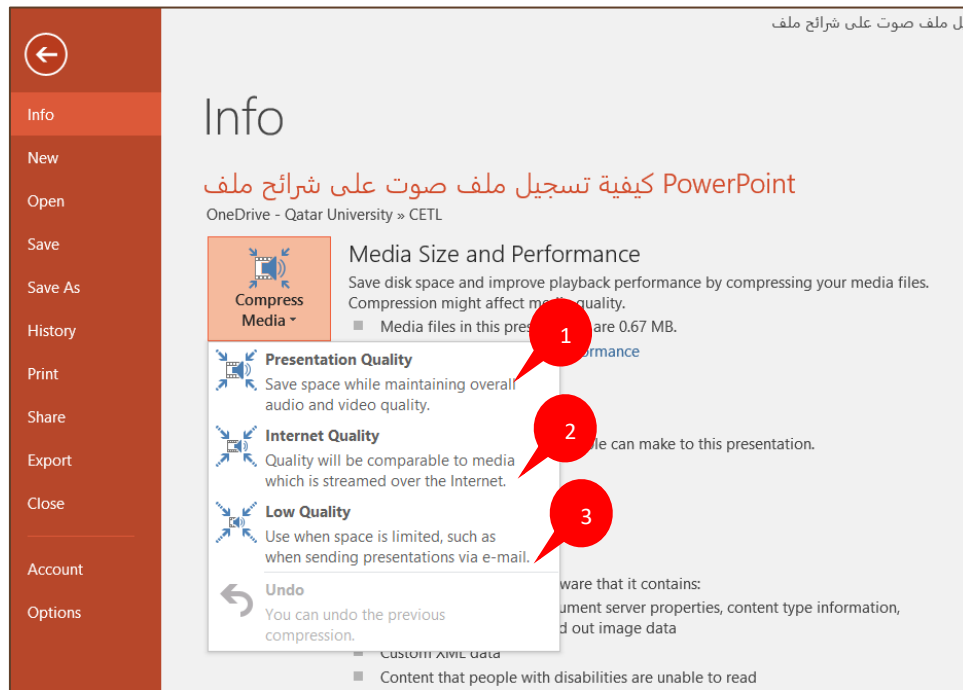 ل ملف صوت على شرائح ملف
Info
New
Open
Save
Save As
History
Print
Share
Export
Close
Account
Options
Info
كيفية تسجيل ملف صوت على شرائح ملف PowerPoint
OneDrive - Qatar University » CETL
Compress
Media
Media Size and Performance
Save disk space and improve playback performance by compressing your media files.
Compression might affect media quality.
Media files in this pres are 0.67 MB.
1
rmance
Presentation Quality
Save space while maintaining overall
audio and video quality.
2
le can make to this presentation.
Internet Quality
Quality will be comparable to media
which is streamed over the Internet.
3
Low Quality
Use when space is limited, such as
when sending presentations via e-mail.
Undo
You can undo the previous
compression.
ware that it contains:
ument server properties, content type information,
d out image data
Custom XML data
Content that people with disabilities are unable to read